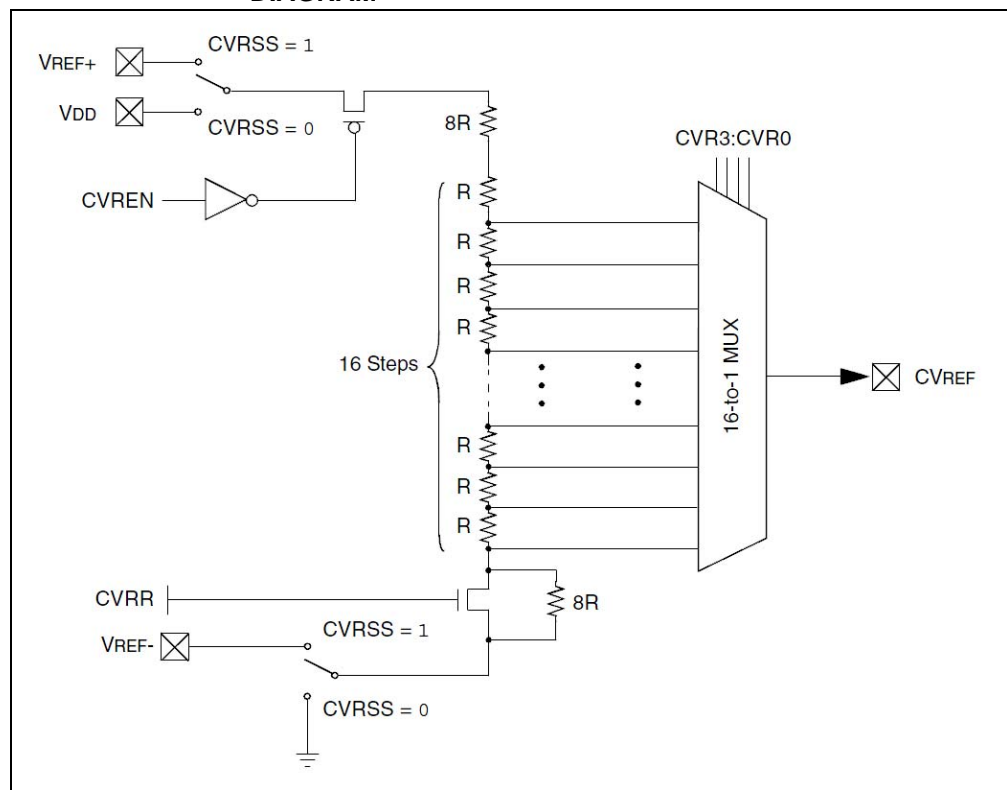 CVRSS = 1
VREF+
VDD
CVRSS = 0
8R
CVR3:CVR0
CVREN
R
R
R
R
16 Steps
16-to-1 MUX
CVREF
R
R
R
CVRR
8R
CVRSS = 1
VREF-
CVRSS = 0